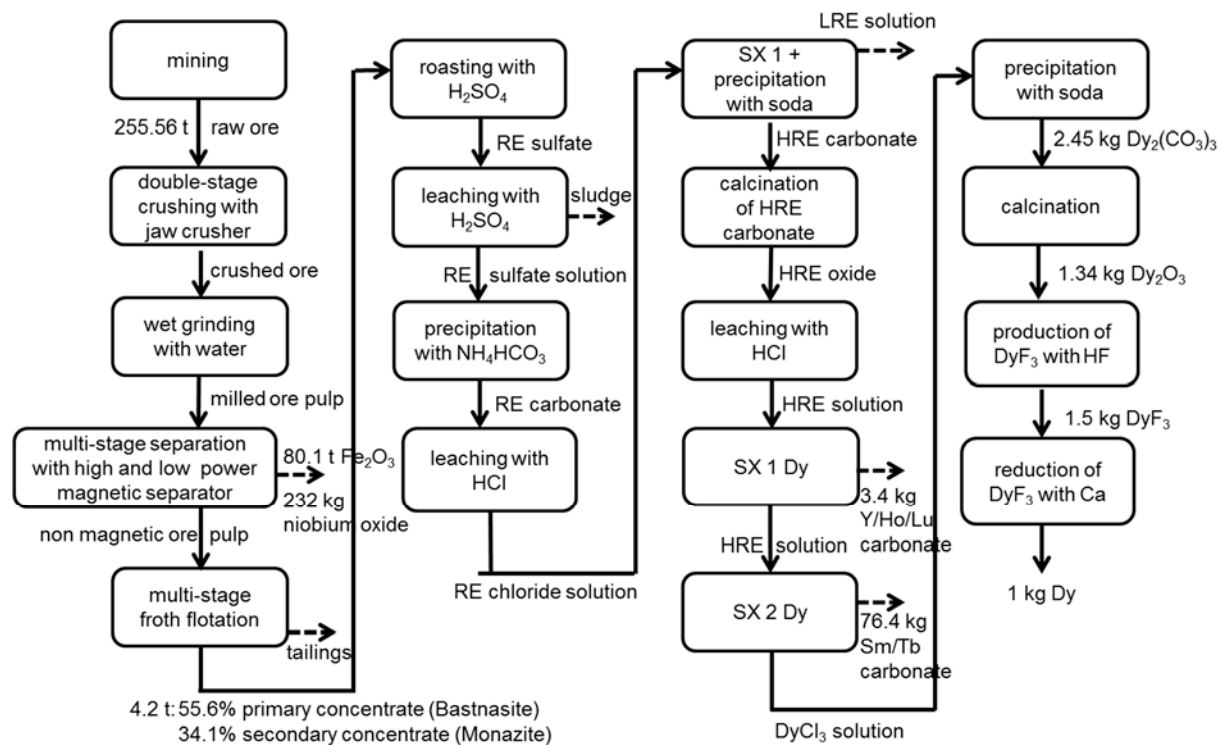 mining
255.56 t raw ore
double-stage
crushing with
jaw crusher
crushed ore
wet grinding
with water
milled ore pulp
multi-stage separation
with high and low power
magnetic separator
80.1 t Fe₂O₃
232 kg
niobium oxide
non magnetic ore pulp
multi-stage
froth flotation
tailings
4.2 t: 55.6% primary concentrate (Bastnasite)
34.1% secondary concentrate (Monazite)
roasting with
H₂SO₄
RE sulfate
leaching with
H₂SO₄
sludge
RE sulfate solution
precipitation
with NH₄HCO₃
RE carbonate
leaching with
HCl
RE chloride solution
SX 1 +
precipitation
with soda
LRE solution
HRE carbonate
calcination
of HRE
carbonate
HRE oxide
leaching with
HCl
HRE solution
SX 1 Dy
3.4 kg
Y/Ho/Lu
carbonate
HRE solution
SX 2 Dy
76.4 kg
Sm/Tb
carbonate
DyCl₃ solution
precipitation
with soda
2.45 kg Dy₂(CO₃)₃
calcination
1.34 kg Dy₂O₃
production of
DyF₃ with HF
1.5 kg DyF₃
reduction of
DyF₃ with Ca
1 kg Dy